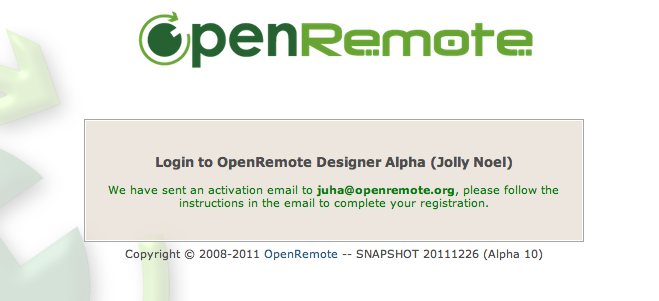 OpenRemote
Login to OpenRemote Designer Alpha (Jolly Noel)
We have sent an activation email to juha@openremote.org, please follow the
instructions in the email to complete your registration.
Copyright © 2008-2011 OpenRemote -- SNAPSHOT 20111226 (Alpha 10)